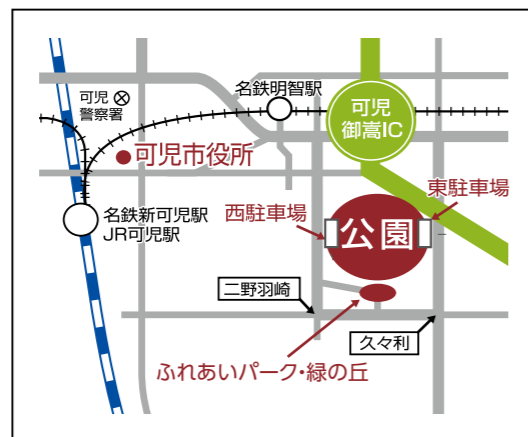 可児
警察署
名鉄明智駅
可児
御嵩IC
可児市役所
東駐車場
西駐車場
名鉄新可児駅
JR可児駅
公園
二野羽崎
久々利
ふれあいパーク・緑の丘